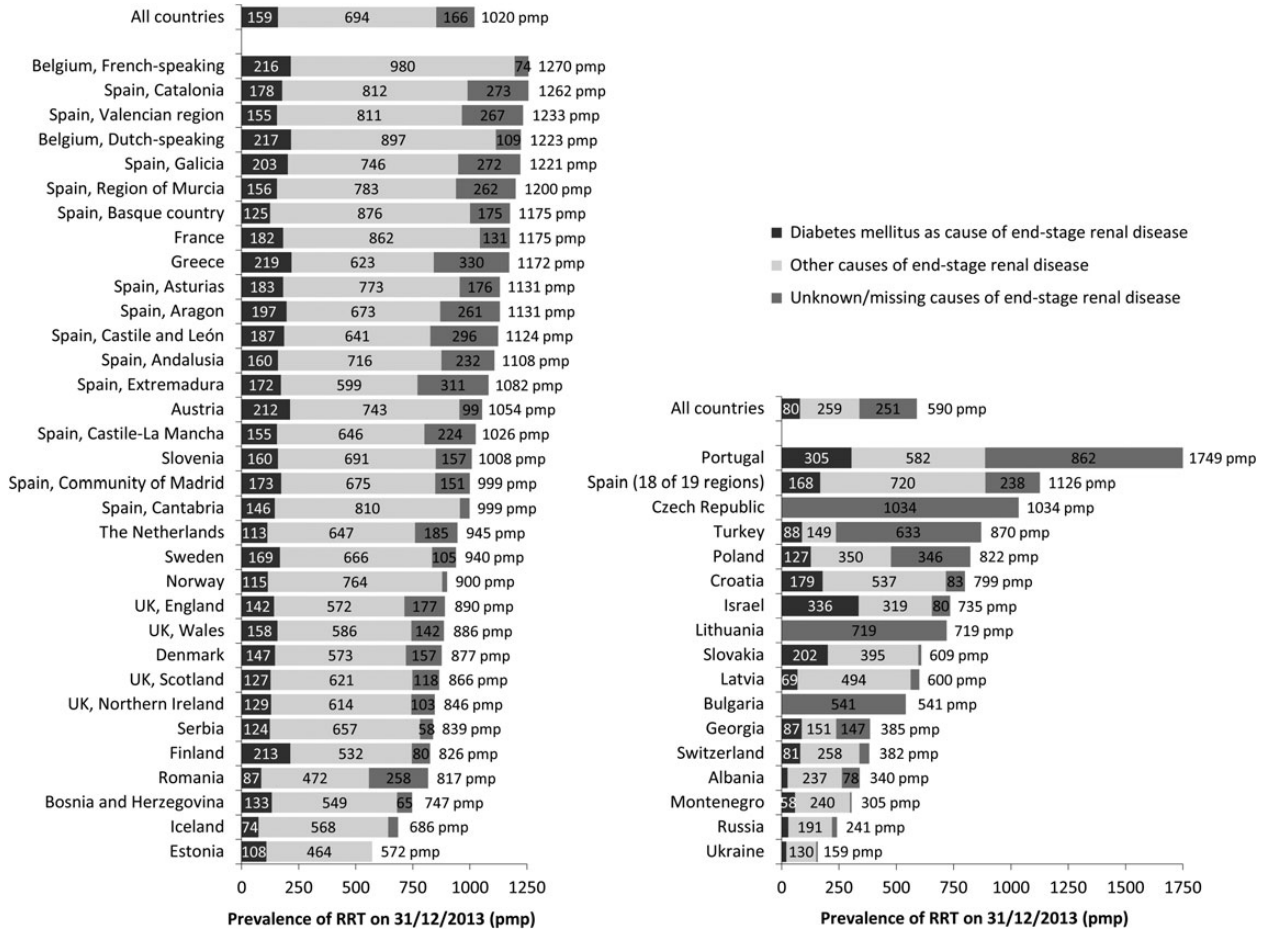 All countries 159 694 166 1020 pmp
Belgium, French-speaking 216 980 74 1270 pmp
Spain, Catalonia 178 812 273 1262 pmp
Spain, Valencian region 155 811 267 1233 pmp
Belgium, Dutch-speaking 217 897 109 1223 pmp
Spain, Galicia 203 746 272 1221 pmp
Spain, Region of Murcia 156 783 262 1200 pmp
Spain, Basque country 125 876 175 1175 pmp
France 182 862 131 1175 pmp
Greece 219 623 330 1172 pmp
Spain, Asturias 183 773 176 1131 pmp
Spain, Aragon 197 673 261 1131 pmp
Spain, Castile and León 187 641 296 1124 pmp
Spain, Andalusia 160 716 232 1108 pmp
Spain, Extremadura 172 599 311 1082 pmp
Austria 212 743 99 1054 pmp
Spain, Castile-La Mancha 155 646 224 1026 pmp
Slovenia 160 691 157 1008 pmp
Spain, Community of Madrid 173 675 151 999 pmp
Spain, Cantabria 146 810 999 pmp
The Netherlands 113 647 185 945 pmp
Sweden 169 666 105 940 pmp
Norway 115 764 900 pmp
UK, England 142 572 177 890 pmp
UK, Wales 158 586 142 886 pmp
Denmark 147 573 157 877 pmp
UK, Scotland 127 621 118 866 pmp
UK, Northern Ireland 129 614 103 846 pmp
Serbia 124 657 58 839 pmp
Finland 213 532 80 826 pmp
Romania 87 472 258 817 pmp
Bosnia and Herzegovina 133 549 65 747 pmp
Iceland 74 568 686 pmp
Estonia 108 464 572 pmp
0 250 500 750 1000 1250
Prevalence of RRT on 31/12/2013 (pmp)
Diabetes mellitus as cause of end-stage renal disease
Other causes of end-stage renal disease
Unknown/missing causes of end-stage renal disease
All countries 80 259 251 590 pmp
Portugal 305 582 862 1749 pmp
Spain (18 of 19 regions) 168 720 238 1126 pmp
Czech Republic 1034 1034 pmp
Turkey 88 149 633 870 pmp
Poland 127 350 346 822 pmp
Croatia 179 537 83 799 pmp
Israel 336 319 80 735 pmp
Lithuania 719 719 pmp
Slovakia 202 395 609 pmp
Latvia 69 494 600 pmp
Bulgaria 541 541 pmp
Georgia 87 151 147 385 pmp
Switzerland 81 258 382 pmp
Albania 237 78 340 pmp
Montenegro 58 240 305 pmp
Russia 191 241 pmp
Ukraine 130 159 pmp
0 250 500 750 1000 1250 1500 1750
Prevalence of RRT on 31/12/2013 (pmp)